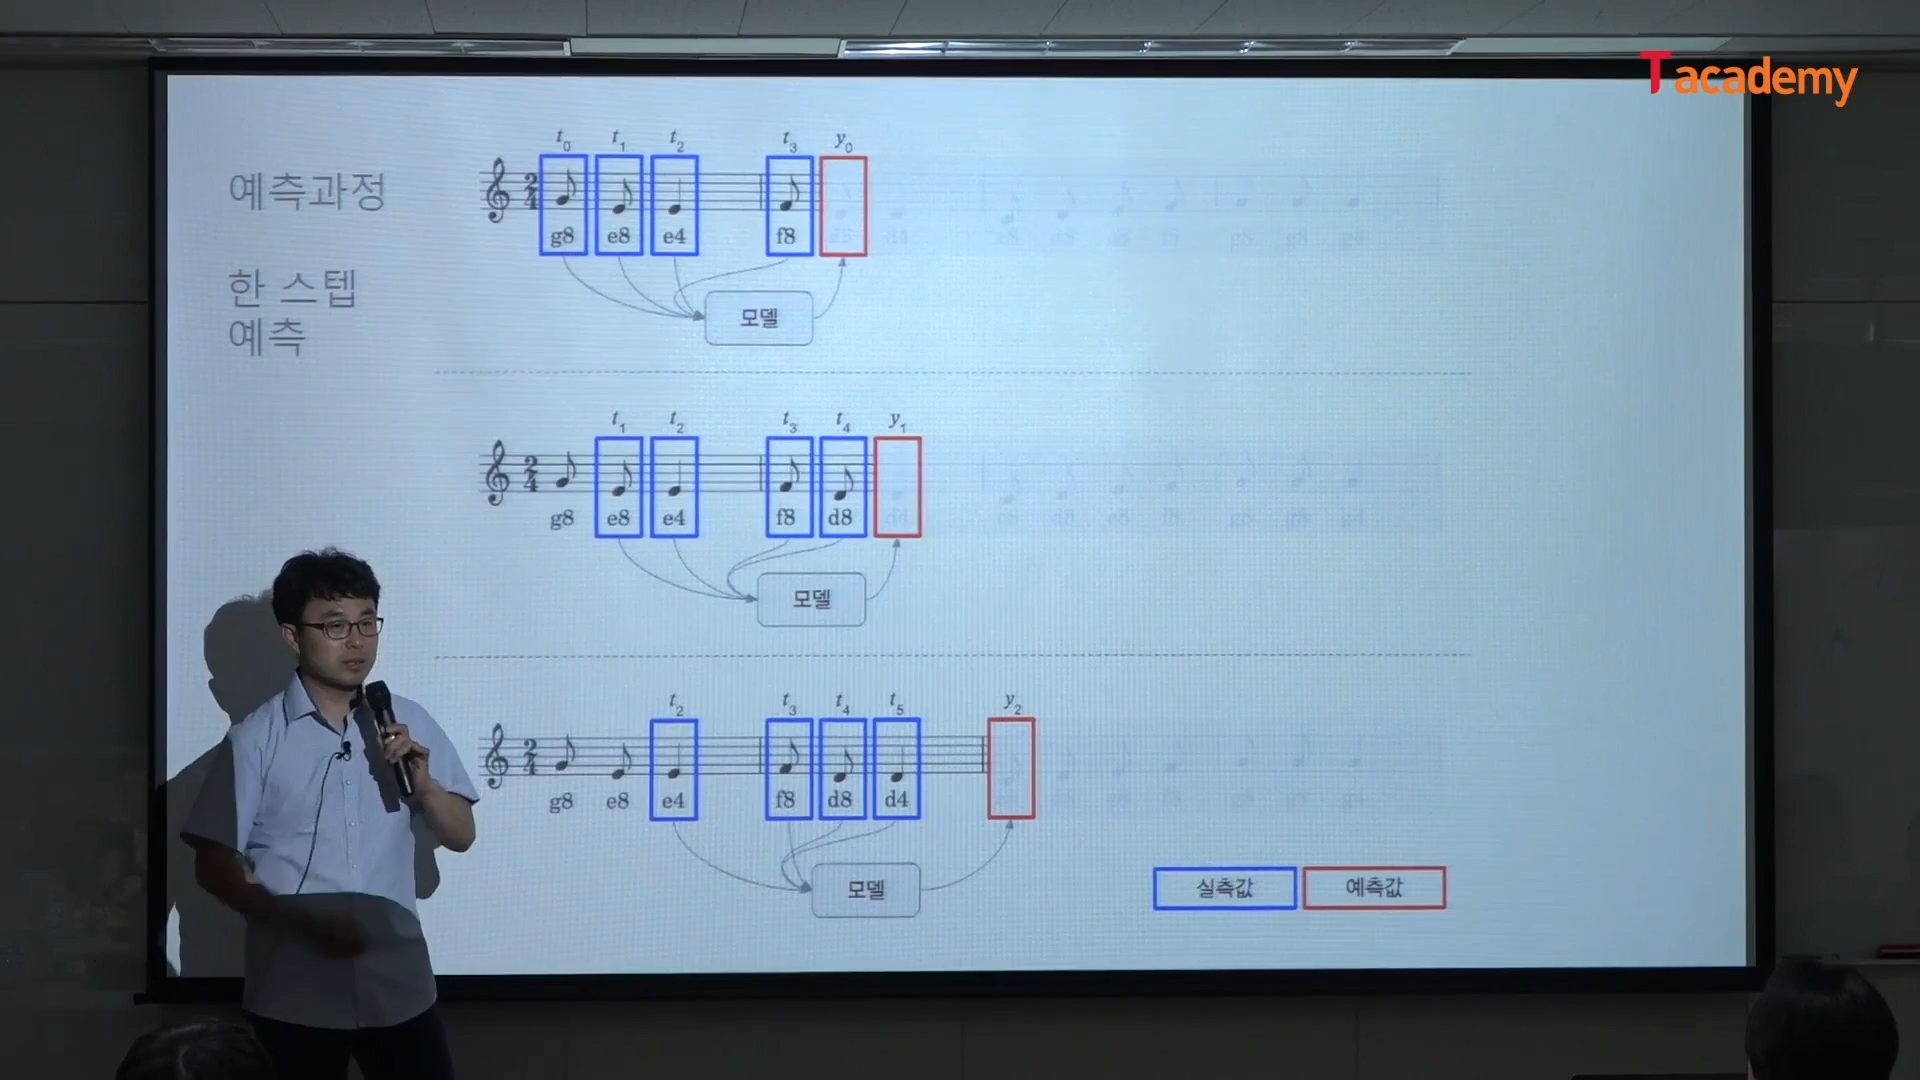 T academy
예측과정
한 스텝
예측
t0 t1 t2 t3 y0
g8 e8 e4 f8
모델
t1 t2 t3 t4 y1
g8 e8 e4 f8 d8
모델
t2 t3 t4 t5 y2
g8 e8 e4 f8 d8 d4
모델
실측값 예측값